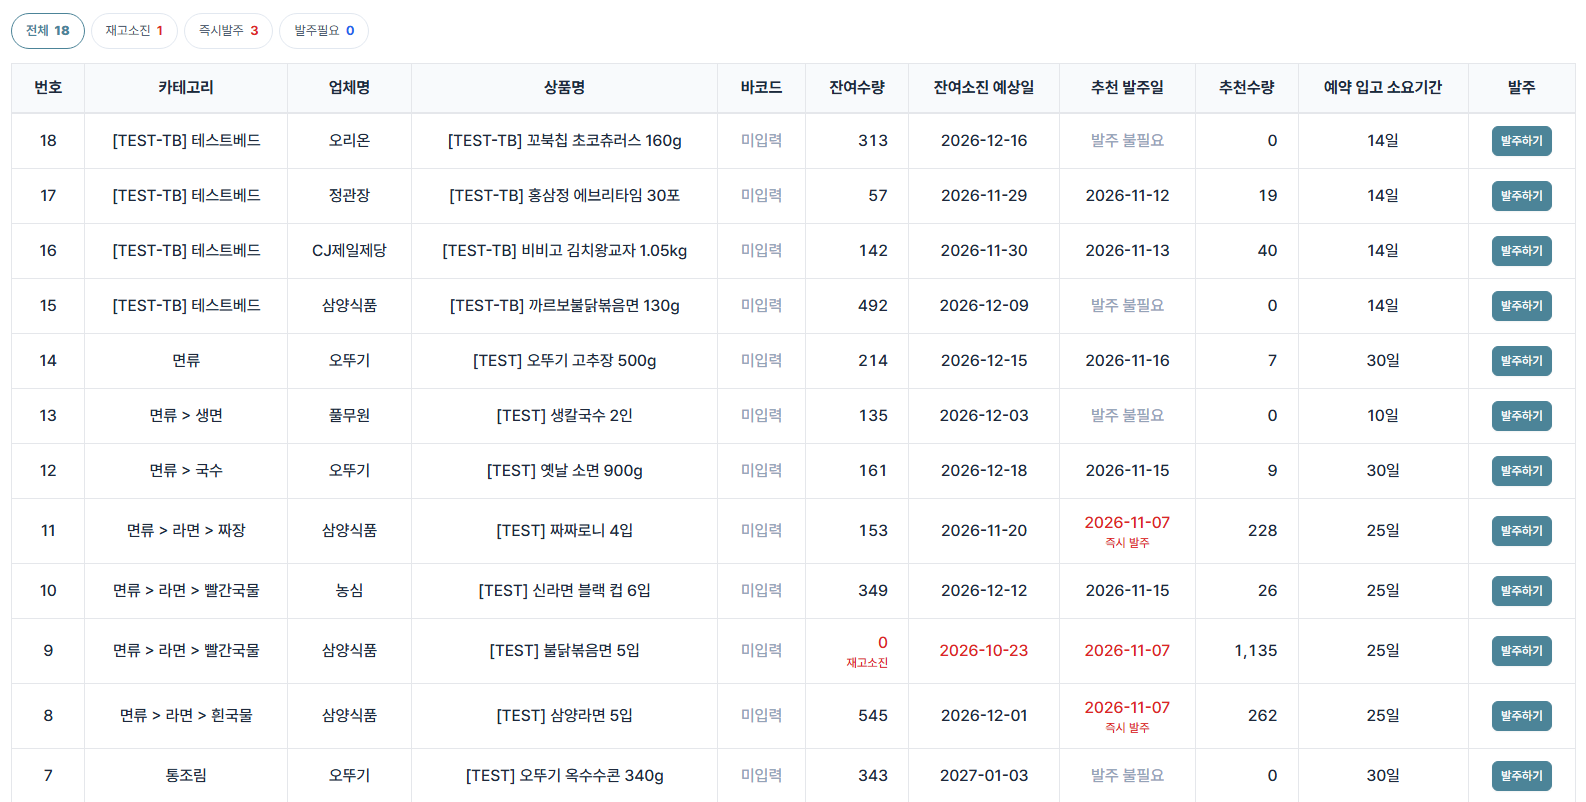 전체 18 재고소진 1 즉시발주 3 발주필요 0
번호 카테고리 업체명 상품명 바코드 잔여수량 잔여소진 예상일 추천 발주일 추천수량 예약 입고 소요기간 발주
18 [TEST-TB] 테스트베드 오리온 [TEST-TB] 꼬북칩 초코츄러스 160g 미입력 313 2026-12-16 발주 불필요 0 14일 발주하기
17 [TEST-TB] 테스트베드 정관장 [TEST-TB] 홍삼정 에브리타임 30포 미입력 57 2026-11-29 2026-11-12 19 14일 발주하기
16 [TEST-TB] 테스트베드 CJ제일제당 [TEST-TB] 비비고 김치왕교자 1.05kg 미입력 142 2026-11-30 2026-11-13 40 14일 발주하기
15 [TEST-TB] 테스트베드 삼양식품 [TEST-TB] 까르보불닭볶음면 130g 미입력 492 2026-12-09 발주 불필요 0 14일 발주하기
14 면류 오뚜기 [TEST] 오뚜기 고추장 500g 미입력 214 2026-12-15 2026-11-16 7 30일 발주하기
13 면류 > 생면 풀무원 [TEST] 생칼국수 2인 미입력 135 2026-12-03 발주 불필요 0 10일 발주하기
12 면류 > 국수 오뚜기 [TEST] 옛날 소면 900g 미입력 161 2026-12-18 2026-11-15 9 30일 발주하기
11 면류 > 라면 > 짜장 삼양식품 [TEST] 짜짜로니 4입 미입력 153 2026-11-20 2026-11-07 228 25일 발주하기
즉시 발주
10 면류 > 라면 > 빨간국물 농심 [TEST] 신라면 블랙 컵 6입 미입력 349 2026-12-12 2026-11-15 26 25일 발주하기
9 면류 > 라면 > 빨간국물 삼양식품 [TEST] 불닭볶음면 5입 미입력 0 2026-10-23 2026-11-07 1,135 25일 발주하기
재고소진
8 면류 > 라면 > 흰국물 삼양식품 [TEST] 삼양라면 5입 미입력 545 2026-12-01 2026-11-07 262 25일 발주하기
즉시 발주
7 통조림 오뚜기 [TEST] 오뚜기 옥수수콘 340g 미입력 343 2027-01-03 발주 불필요 0 30일 발주하기